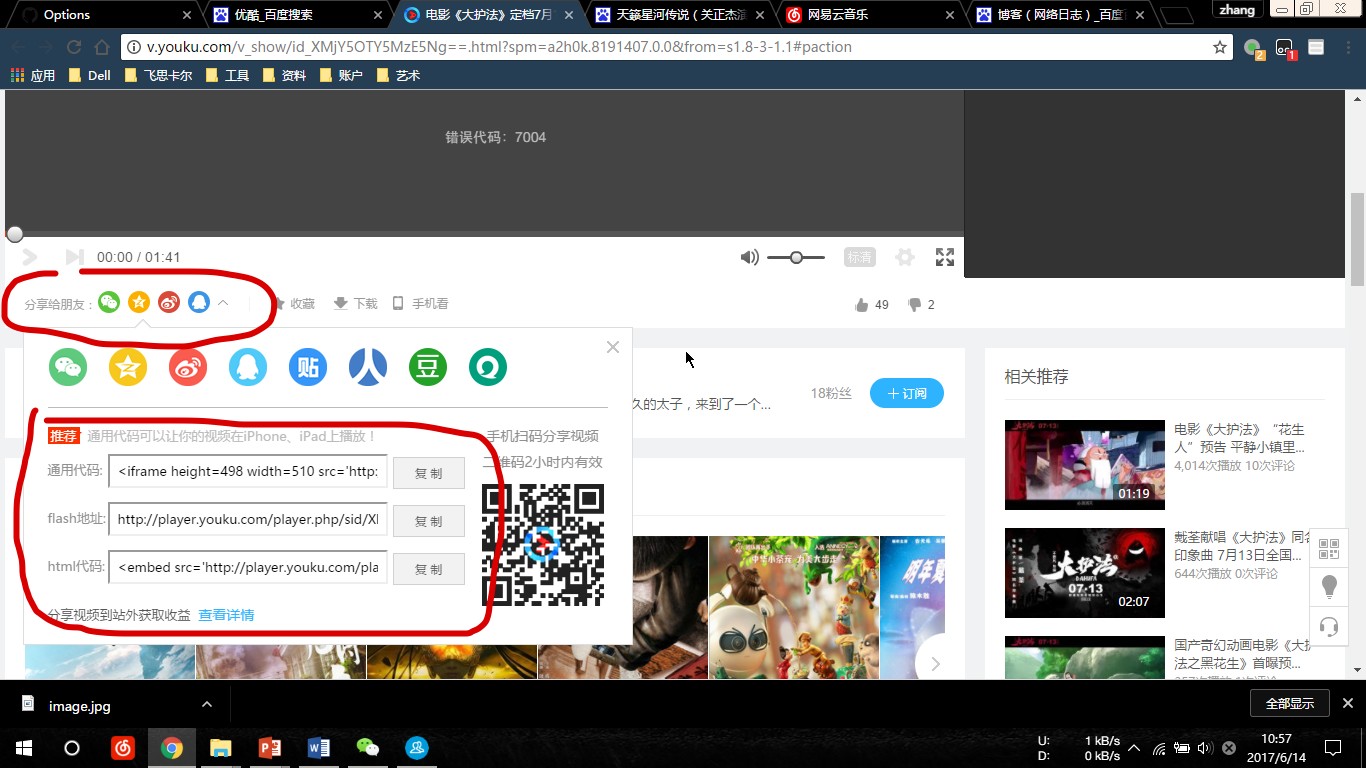 Options
优酷_百度搜索
电影《大护法》定档7月
天籁星河传说（关正杰演
网易云音乐
博客（网络日志）_百度
zhang
v.youku.com/v_show/id_XMjY5OTY5MzE5Ng==.html?spm=a2h0k.8191407.0.0&from=s1.8-3-1.1#paction
2
1
应用
Dell
飞思卡尔
工具
资料
账户
艺术
错误代码：7004
00:00 / 01:41
标清
分享给朋友：
收藏
下载
手机看
49
2
贴
人
豆
18粉丝
＋订阅
久的太子，来到了一个...
推荐 通用代码可以让你的视频在iPhone、iPad上播放！
通用代码: <iframe height=498 width=510 src='http:
复制
flash地址: http://player.youku.com/player.php/sid/X
复制
html代码: <embed src='http://player.youku.com/pla
复制
分享视频到站外获取收益 查看详情
手机扫码分享视频
二维码2小时内有效
相关推荐
电影《大护法》“花生
人”预告 平静小镇里...
4,014次播放 10次评论
01:19
戴荃献唱《大护法》同名
印象曲 7月13日全国...
644次播放 0次评论
大护法
DAHUFA
07-13
02:07
国产奇幻动画电影《大护
法之黑花生》首曝预...
image.jpg
全部显示
U: 1 kB/s
D: 0 kB/s
10:57
2017/6/14